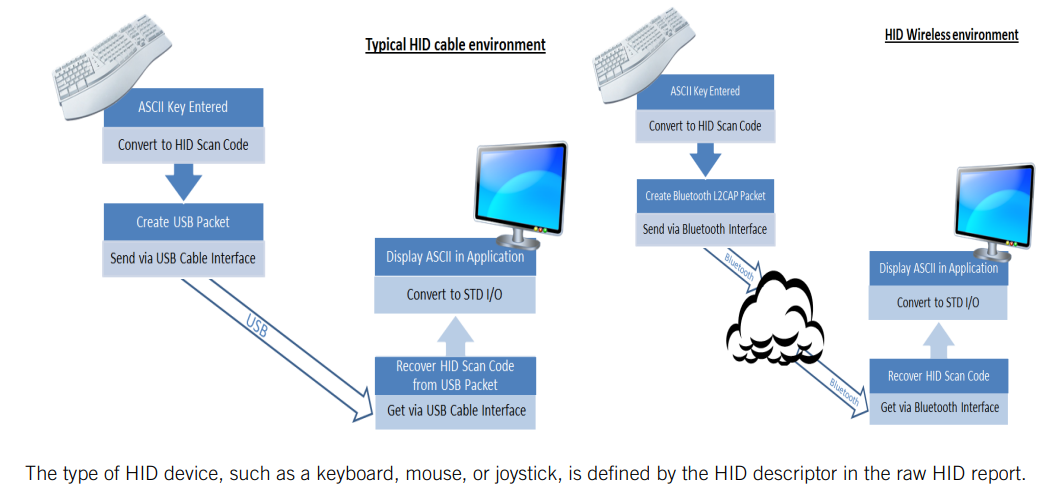 Typical HID cable environment
ASCII Key Entered
Convert to HID Scan Code
Create USB Packet
Send via USB Cable Interface
USB
Display ASCII in Application
Convert to STD I/O
Recover HID Scan Code
from USB Packet
Get via USB Cable Interface
HID Wireless environment
ASCII Key Entered
Convert to HID Scan Code
Create Bluetooth L2CAP Packet
Send via Bluetooth Interface
Bluetooth
Bluetooth
Display ASCII in Application
Convert to STD I/O
Recover HID Scan Code
Get via Bluetooth Interface
The type of HID device, such as a keyboard, mouse, or joystick, is defined by the HID descriptor in the raw HID report.